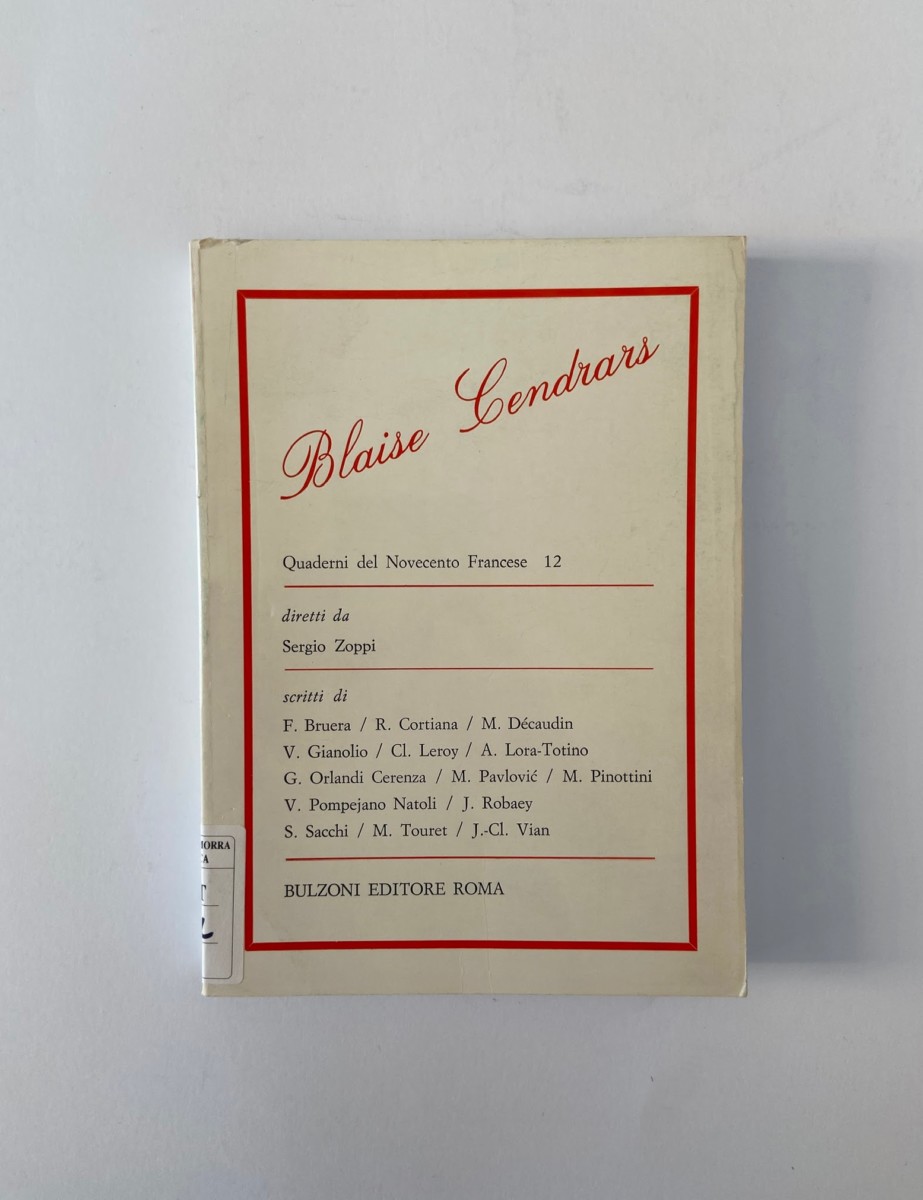 Blaise Cendrars
Quaderni del Novecento Francese 12
diretti da
Sergio Zoppi
scritti di
F. Bruera / R. Cortiana / M. Décaudin
V. Gianolio / Cl. Leroy / A. Lora-Totino
G. Orlandi Cerenza / M. Pavlović / M. Pinottini
V. Pompejano Natoli / J. Robaey
S. Sacchi / M. Touret / J.-Cl. Vian
BULZONI EDITORE ROMA